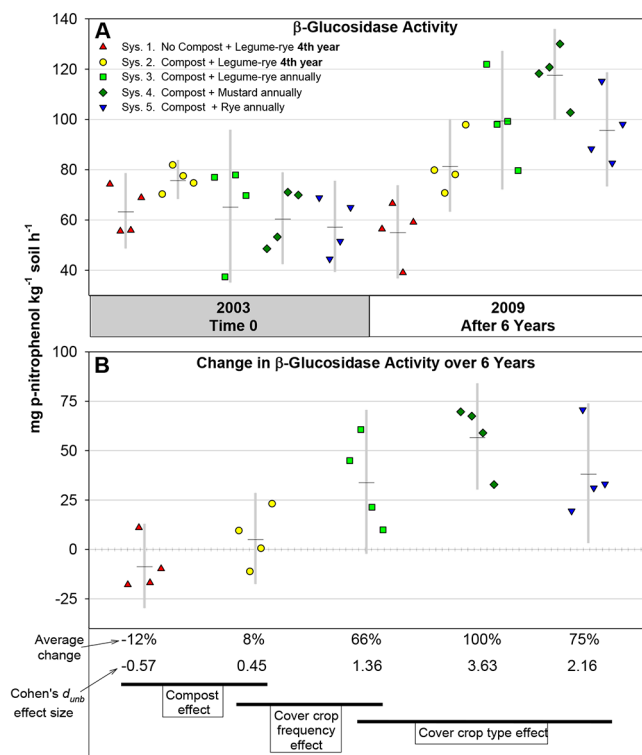 A
β-Glucosidase Activity
Sys. 1. No Compost + Legume-rye 4th year
Sys. 2. Compost + Legume-rye 4th year
Sys. 3. Compost + Legume-rye annually
Sys. 4. Compost + Mustard annually
Sys. 5. Compost + Rye annually
140
120
100
80
60
40
2003
Time 0
2009
After 6 Years
mg p-nitrophenol kg-1 soil h-1
B
Change in β-Glucosidase Activity over 6 Years
100
75
50
25
0
-25
Average change
-12% 8% 66% 100% 75%
-0.57 0.45 1.36 3.63 2.16
Cohen's dunb
effect size
Compost
effect
Cover crop
frequency
effect
Cover crop type effect